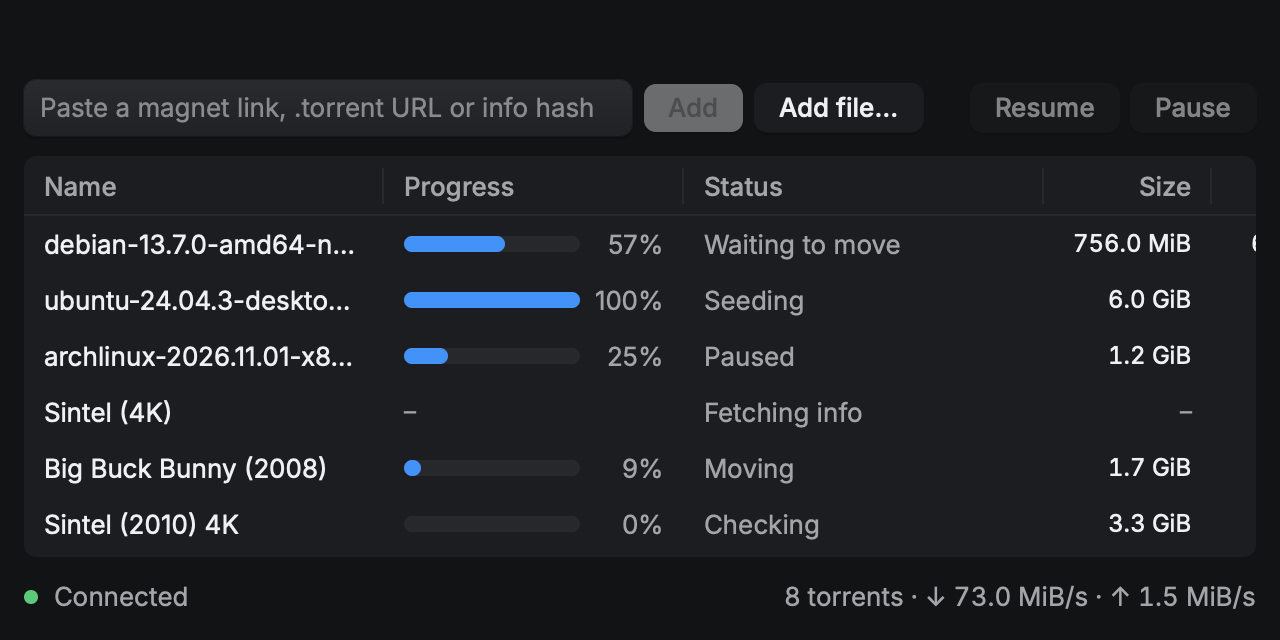 Paste a magnet link, .torrent URL or info hash Add Add file... Resume Pause
Name Progress Status Size
debian-13.7.0-amd64-n... 57% Waiting to move 756.0 MiB
ubuntu-24.04.3-deskto... 100% Seeding 6.0 GiB
archlinux-2026.11.01-x8... 25% Paused 1.2 GiB
Sintel (4K) – Fetching info –
Big Buck Bunny (2008) 9% Moving 1.7 GiB
Sintel (2010) 4K 0% Checking 3.3 GiB
Connected 8 torrents · ↓ 73.0 MiB/s · ↑ 1.5 MiB/s